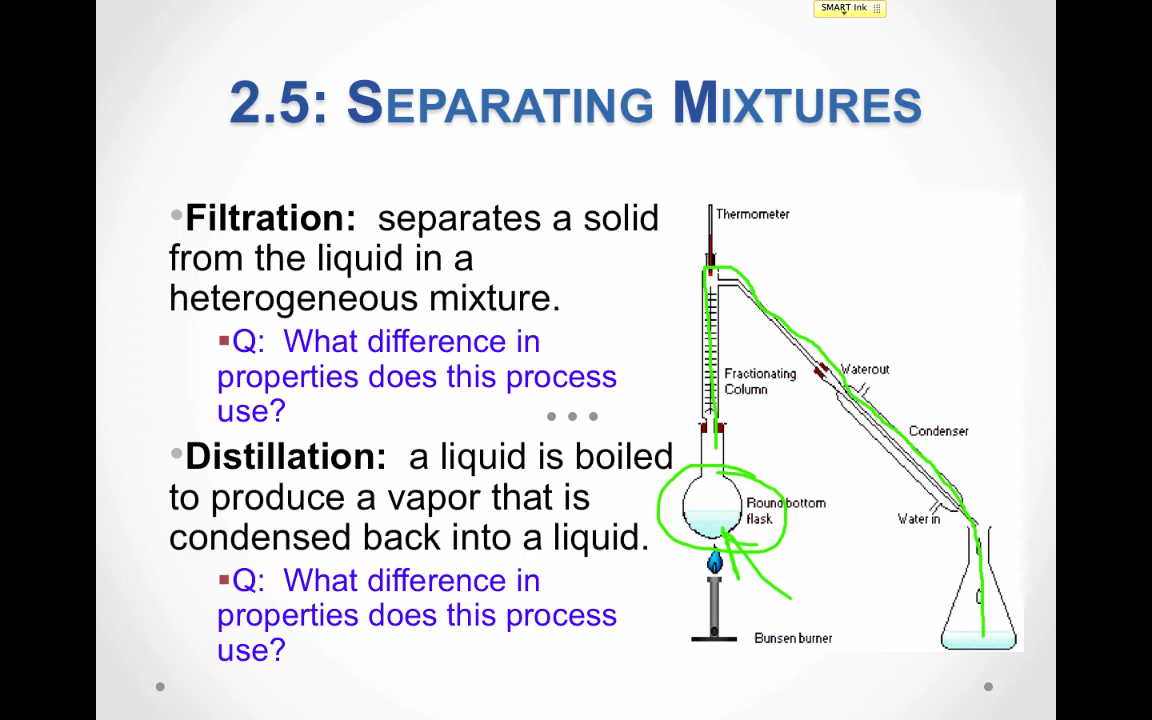 SMART Ink
2.5: SEPARATING MIXTURES
•Filtration: separates a solid
from the liquid in a
heterogeneous mixture.
▪Q: What difference in
properties does this process
use?
•Distillation: a liquid is boiled
to produce a vapor that is
condensed back into a liquid.
▪Q: What difference in
properties does this process
use?
Thermometer
Fractionating
Column
Waterout
Condenser
Round bottom
flask
Water in
Bunsen burner